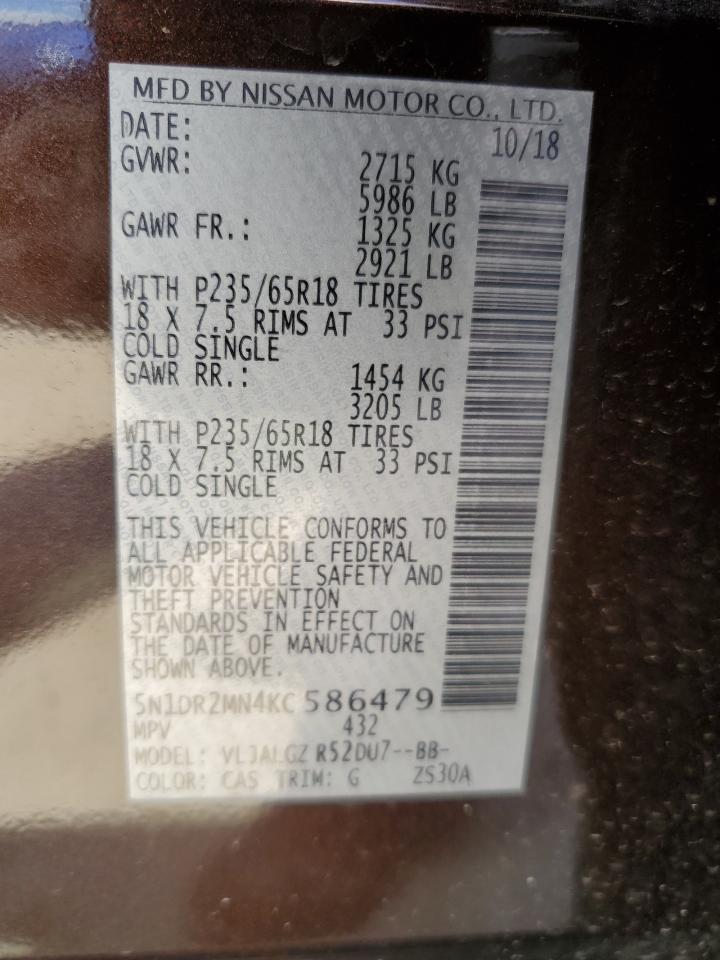 MFD BY NISSAN MOTOR CO., LTD.
DATE: 10/18
GVWR: 2715 KG
5986 LB
GAWR FR.: 1325 KG
2921 LB
WITH P235/65R18 TIRES
18 X 7.5 RIMS AT 33 PSI
COLD SINGLE
GAWR RR.: 1454 KG
3205 LB
WITH P235/65R18 TIRES
18 X 7.5 RIMS AT 33 PSI
COLD SINGLE
THIS VEHICLE CONFORMS TO
ALL APPLICABLE FEDERAL
MOTOR VEHICLE SAFETY AND
THEFT PREVENTION
STANDARDS IN EFFECT ON
THE DATE OF MANUFACTURE
SHOWN ABOVE.
5N1DR2MN4KC586479
MPV 432
MODEL: R52DU7--BB-
COLOR: CAS TRIM: G ZS30A